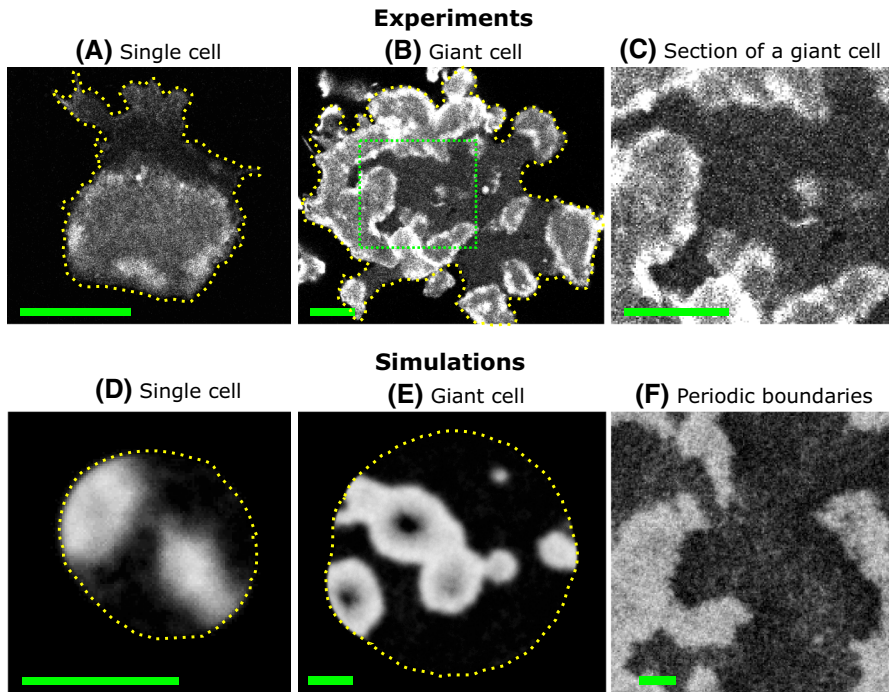 Experiments
(A) Single cell
(B) Giant cell
(C) Section of a giant cell
Simulations
(D) Single cell
(E) Giant cell
(F) Periodic boundaries